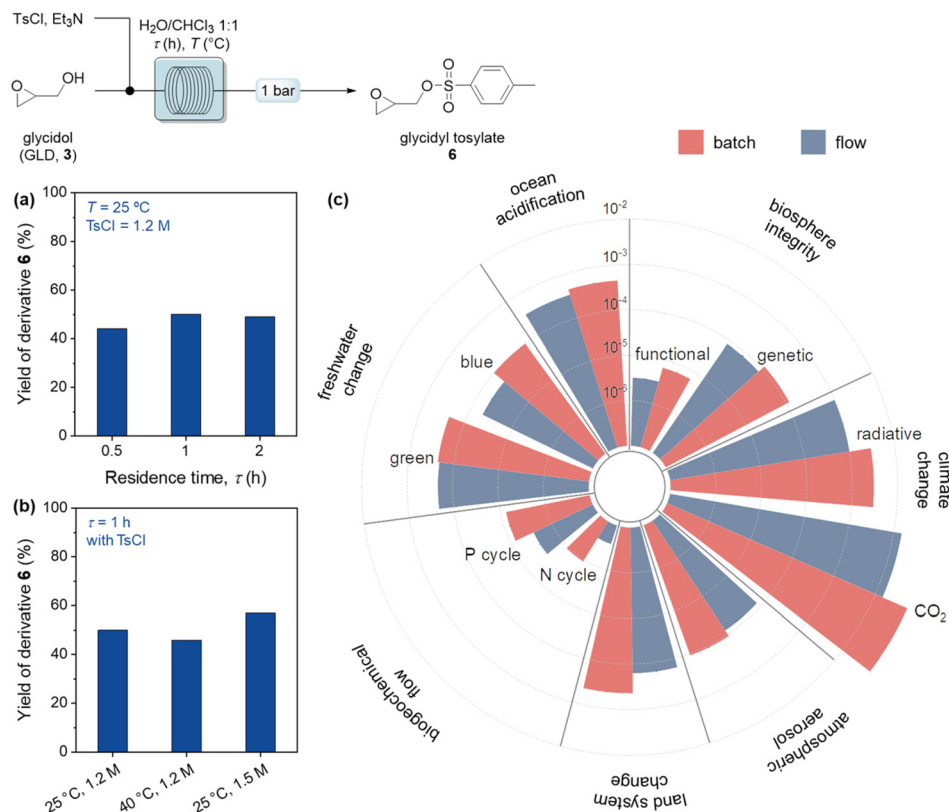 TsCl, Et3N
H2O/CHCl3 1:1
τ (h), T (°C)
O
OH
1 bar
O
O
S
O
O
glycidol
(GLD, 3)
glycidyl tosylate
6
batch
flow
(a)
T = 25 ºC
TsCl = 1.2 M
Yield of derivative 6 (%)
100
80
60
40
20
0
0.5
1
2
Residence time, τ (h)
(b)
τ = 1 h
with TsCl
Yield of derivative 6 (%)
100
80
60
40
20
0
25 °C, 1.2 M
40 °C, 1.2 M
25 °C, 1.5 M
(c)
ocean
acidification
biosphere
integrity
10-2
10-3
10-4
10-5
10-6
functional
genetic
radiative
climate
change
CO2
atmospheric
aerosol
land system
change
biogeochemical
flow
N cycle
P cycle
freshwater
change
green
blue